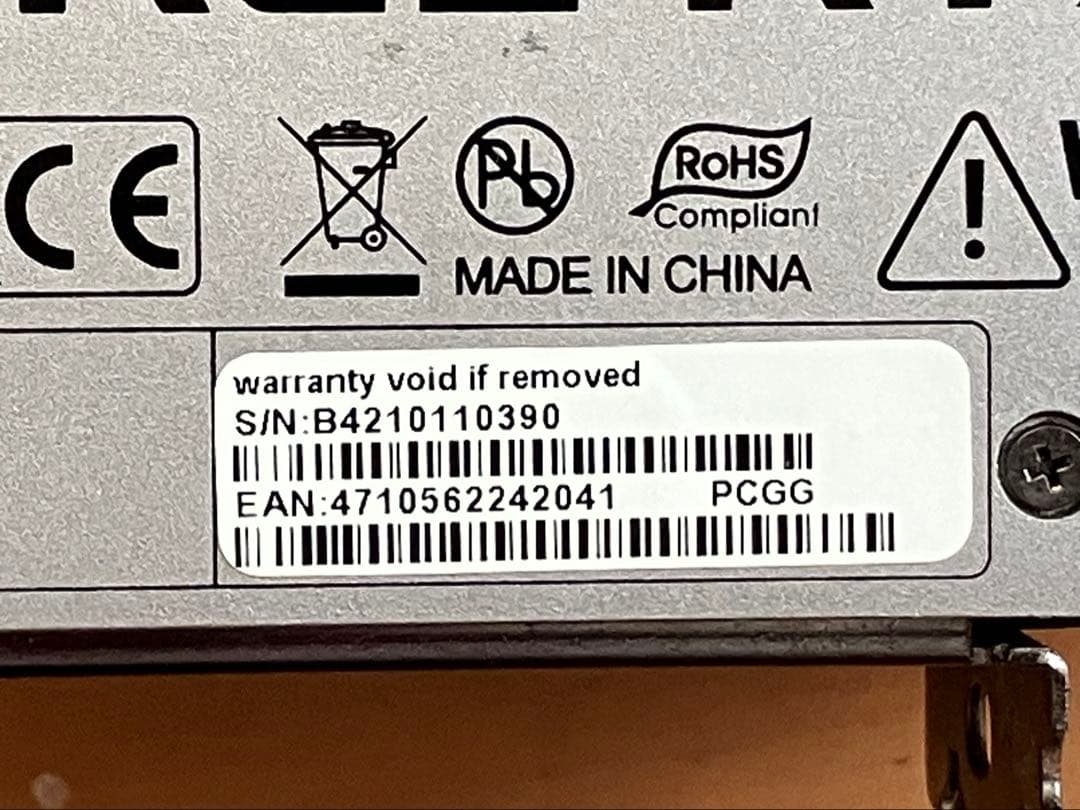 CE
Pb
RoHS
Compliant
MADE IN CHINA
warranty void if removed
S/N:B4210110390
EAN:4710562242041 PCGG